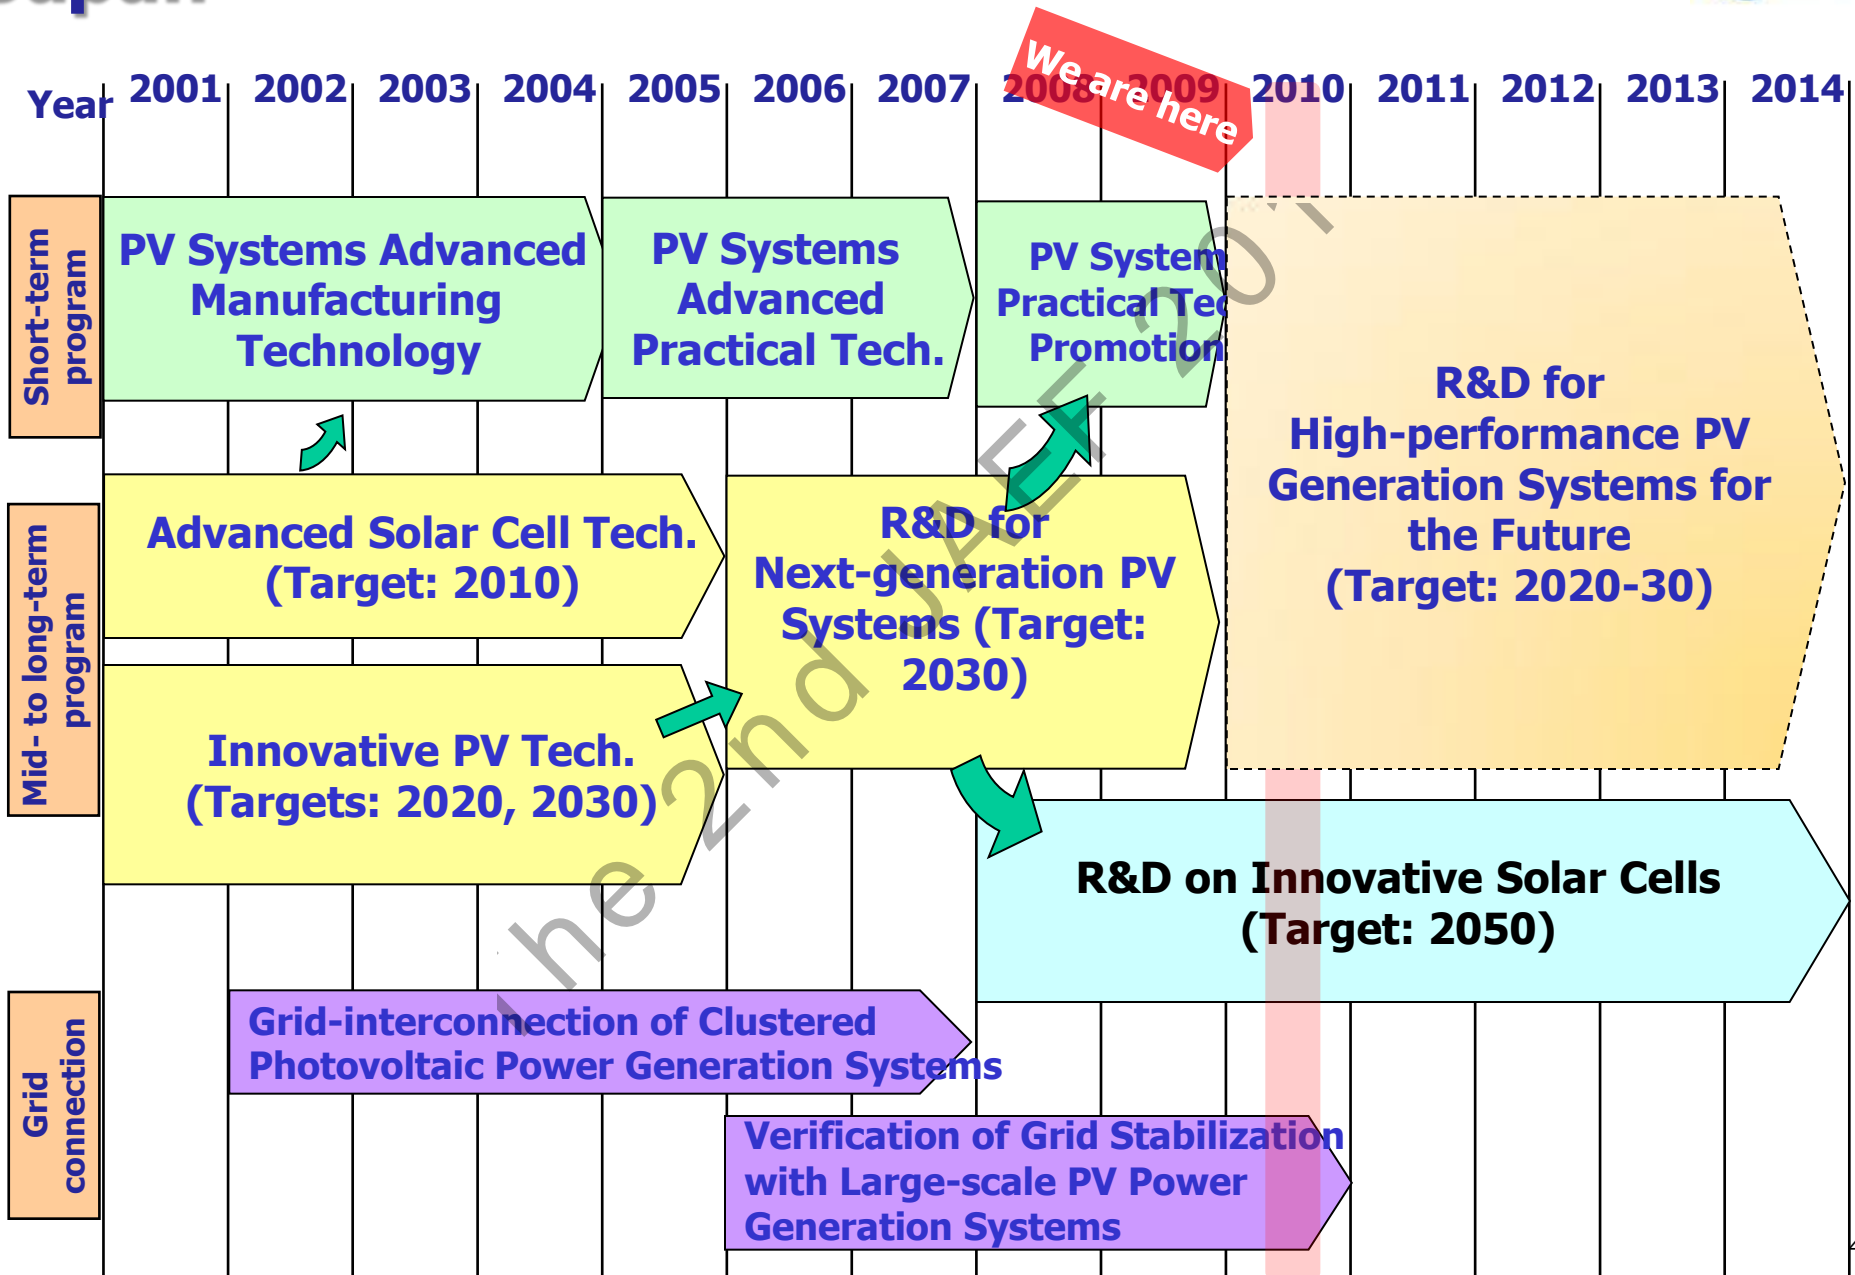 Year 2001 2002 2003 2004 2005 2006 2007 2008 2009 2010 2011 2012 2013 2014
We are here
Short-term
program
PV Systems Advanced
Manufacturing
Technology
PV Systems
Advanced
Practical Tech.
PV System
Practical Tec
Promotion
R&D for
High-performance PV
Generation Systems for
the Future
(Target: 2020-30)
Mid- to long-term
program
Advanced Solar Cell Tech.
(Target: 2010)
R&D for
Next-generation PV
Systems (Target:
2030)
Innovative PV Tech.
(Targets: 2020, 2030)
R&D on Innovative Solar Cells
(Target: 2050)
Grid
connection
Grid-interconnection of Clustered
Photovoltaic Power Generation Systems
Verification of Grid Stabilization
with Large-scale PV Power
Generation Systems
he 2nd JAEF 201